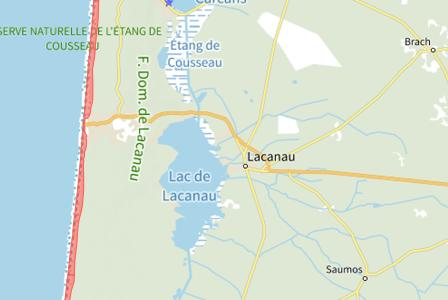 Carcans
SERVE NATURELLE DE L'ÉTANG DE
COUSSEAU
Étang de
Cousseau
Brach
F. Dom. de Lacanau
Lacanau
Lac de
Lacanau
Saumos